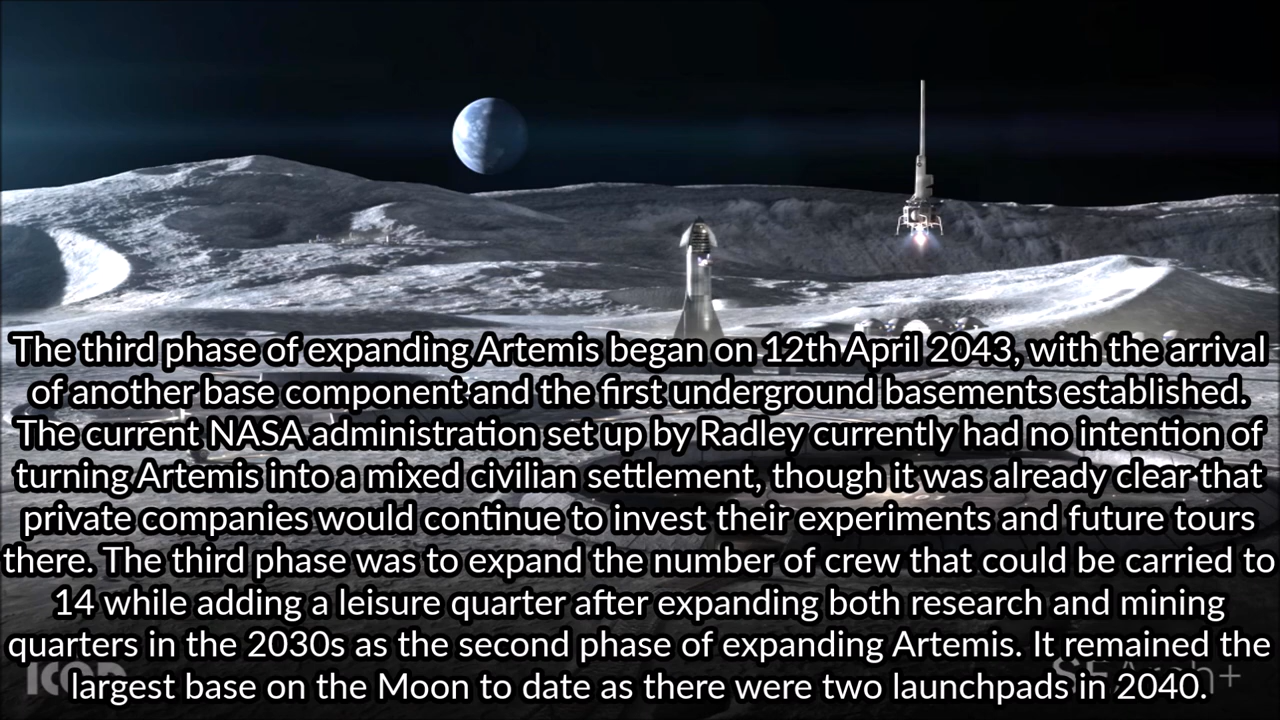 The third phase of expanding Artemis began on 12th April 2043, with the arrival
of another base component and the first underground basements established.
The current NASA administration set up by Radley currently had no intention of
turning Artemis into a mixed civilian settlement, though it was already clear that
private companies would continue to invest their experiments and future tours
there. The third phase was to expand the number of crew that could be carried to
14 while adding a leisure quarter after expanding both research and mining
quarters in the 2030s as the second phase of expanding Artemis. It remained the
largest base on the Moon to date as there were two launchpads in 2040.